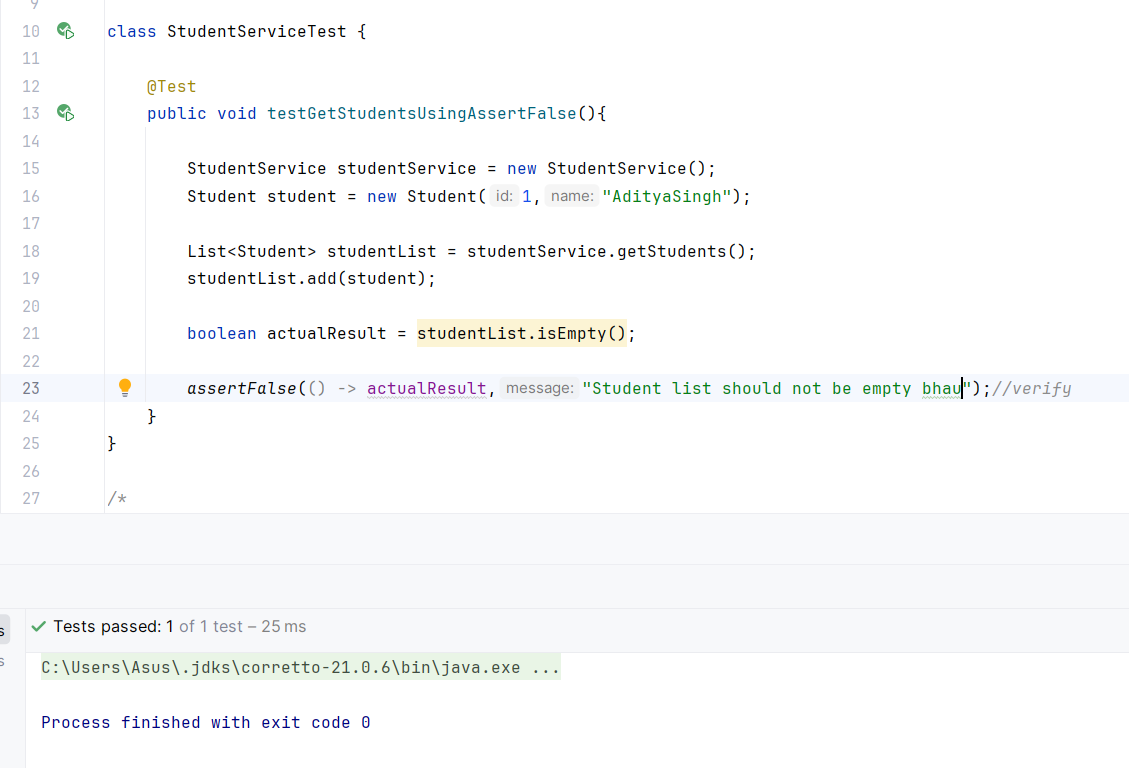 9
10 class StudentServiceTest {
11
12 @Test
13 public void testGetStudentsUsingAssertFalse(){
14
15 StudentService studentService = new StudentService();
16 Student student = new Student( id: 1, name: "AdityaSingh");
17
18 List<Student> studentList = studentService.getStudents();
19 studentList.add(student);
20
21 boolean actualResult = studentList.isEmpty();
22
23 assertFalse(() -> actualResult, message: "Student list should not be empty bhau");//verify
24 }
25 }
26
27 /*
s
Tests passed: 1 of 1 test – 25 ms
s
C:\Users\Asus\.jdks\corretto-21.0.6\bin\java.exe ...
Process finished with exit code 0